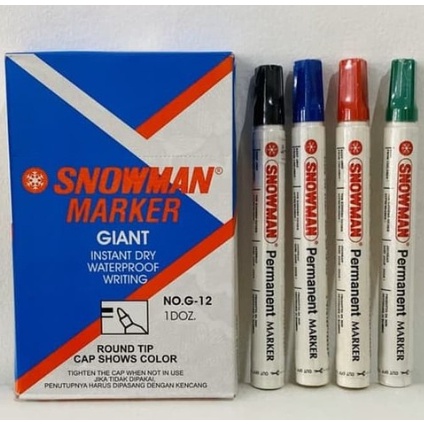 SNOWMAN®
MARKER
GIANT
INSTANT DRY
WATERPROOF
WRITING
NO.G-12
1DOZ.
ROUND TIP
CAP SHOWS COLOR
TIGHTEN THE CAP WHEN NOT IN USE
JIKA TIDAK DIPAKAI,
PENUTUPNYA HARUS DIPASANG DENGAN KENCANG
SNOWMAN® Permanent MARKER
SNOWMAN® Permanent MARKER
SNOWMAN® Permanent MARKER
SNOWMAN® Permanent MARKER